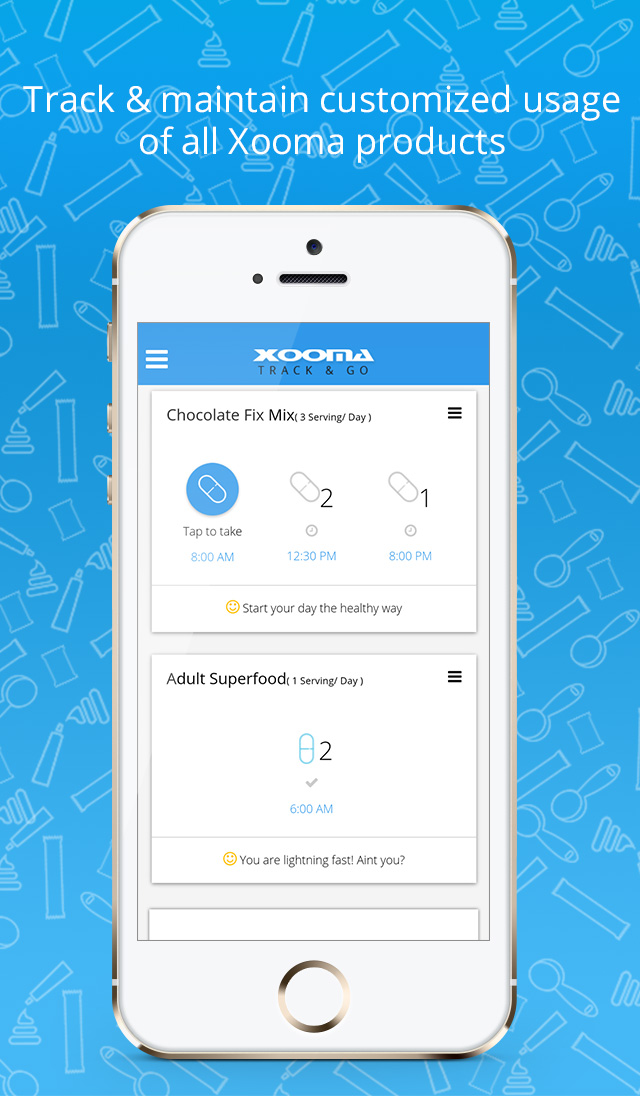 Track & maintain customized usage
of all Xooma products
XOOMA
TRACK & GO
Chocolate Fix Mix( 3 Serving/ Day )
2 1
Tap to take
8:00 AM 12:30 PM 8:00 PM
Start your day the healthy way
Adult Superfood( 1 Serving/ Day )
2
6:00 AM
You are lightning fast! Aint you?